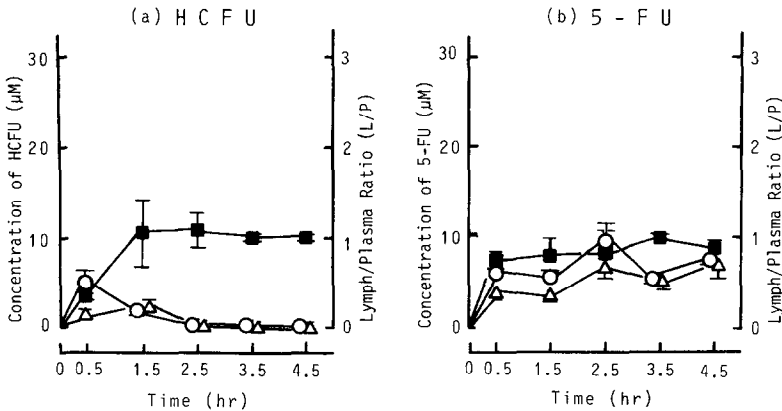 (a) HCFU
(b) 5-FU
Concentration of HCFU (μM)
30
20
10
0
3
2
1
0
Lymph/Plasma Ratio (L/P)
0 0.5 1.5 2.5 3.5 4.5
Time (hr)
Concentration of 5-FU (μM)
30
20
10
0
3
2
1
0
Lymph/Plasma Ratio (L/P)
0 0.5 1.5 2.5 3.5 4.5
Time (hr)